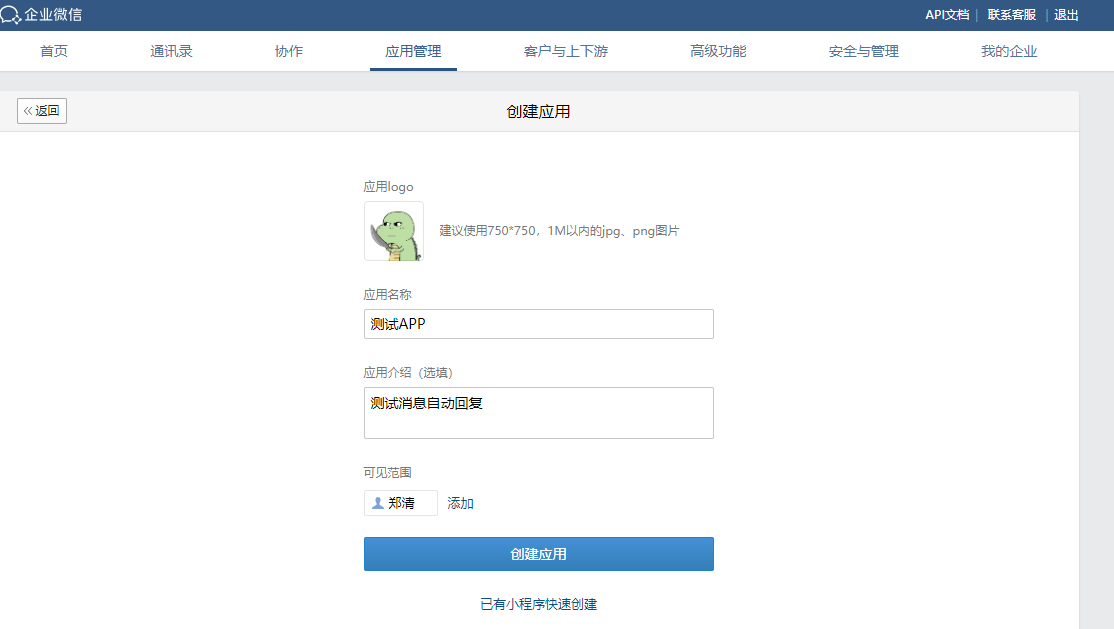 企业微信
API文档 | 联系客服 | 退出
首页 通讯录 协作 应用管理 客户与上下游 高级功能 安全与管理 我的企业
«返回 创建应用
应用logo
建议使用750*750，1M以内的jpg、png图片
应用名称
测试APP
应用介绍（选填）
测试消息自动回复
可见范围
郑清 添加
创建应用
已有小程序快速创建